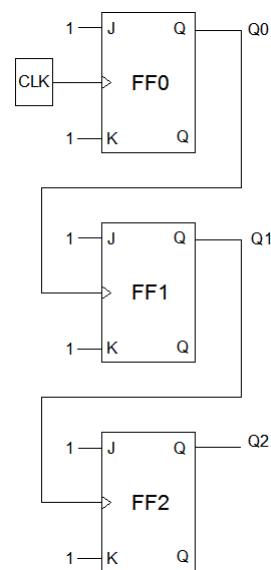 1 J Q Q0
CLK FF0
1 K Q
1 J Q Q1
FF1
1 K Q
1 J Q Q2
FF2
1 K Q